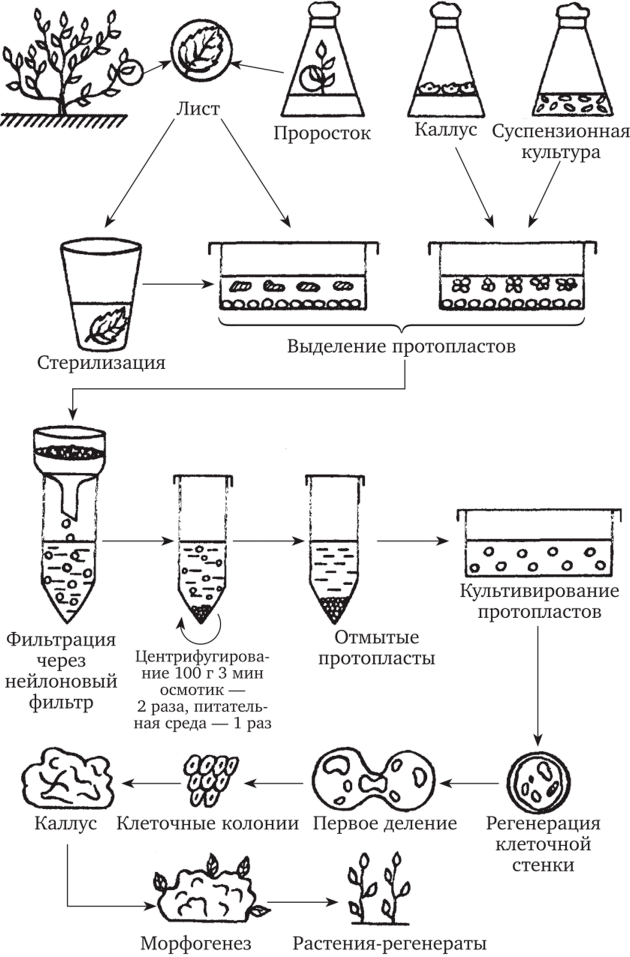 Лист
Проросток
Каллус
Суспензионная
культура
Стерилизация
Выделение протопластов
Фильтрация
через
нейлоновый
фильтр
Центрифугирова-
ние 100 г 3 мин
осмотик —
2 раза, питатель-
ная среда — 1 раз
Отмытые
протопласты
Культивирование
протопластов
Каллус
Клеточные колонии
Первое деление
Регенерация
клеточной
стенки
Морфогенез
Растения-регенераты